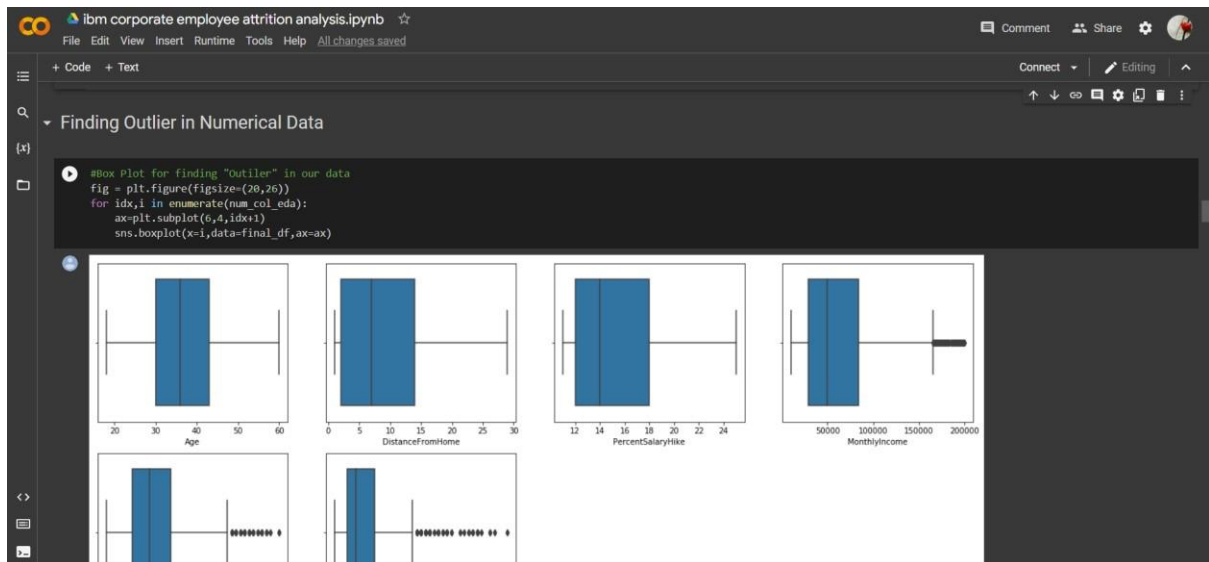 ibm corporate employee attrition analysis.ipynb
File Edit View Insert Runtime Tools Help All changes saved
Comment Share
+ Code + Text
Connect Editing
Finding Outlier in Numerical Data
{x}
#Box Plot for finding "Outiler" in our data
fig = plt.figure(figsize=(20,26))
for idx,i in enumerate(num_col_eda):
    ax=plt.subplot(6,4,idx+1)
    sns.boxplot(x=i,data=final_df,ax=ax)
20 30 40 50 60
Age
0 5 10 15 20 25 30
DistanceFromHome
12 14 16 18 20 22 24
PercentSalaryHike
50000 100000 150000 200000
MonthlyIncome